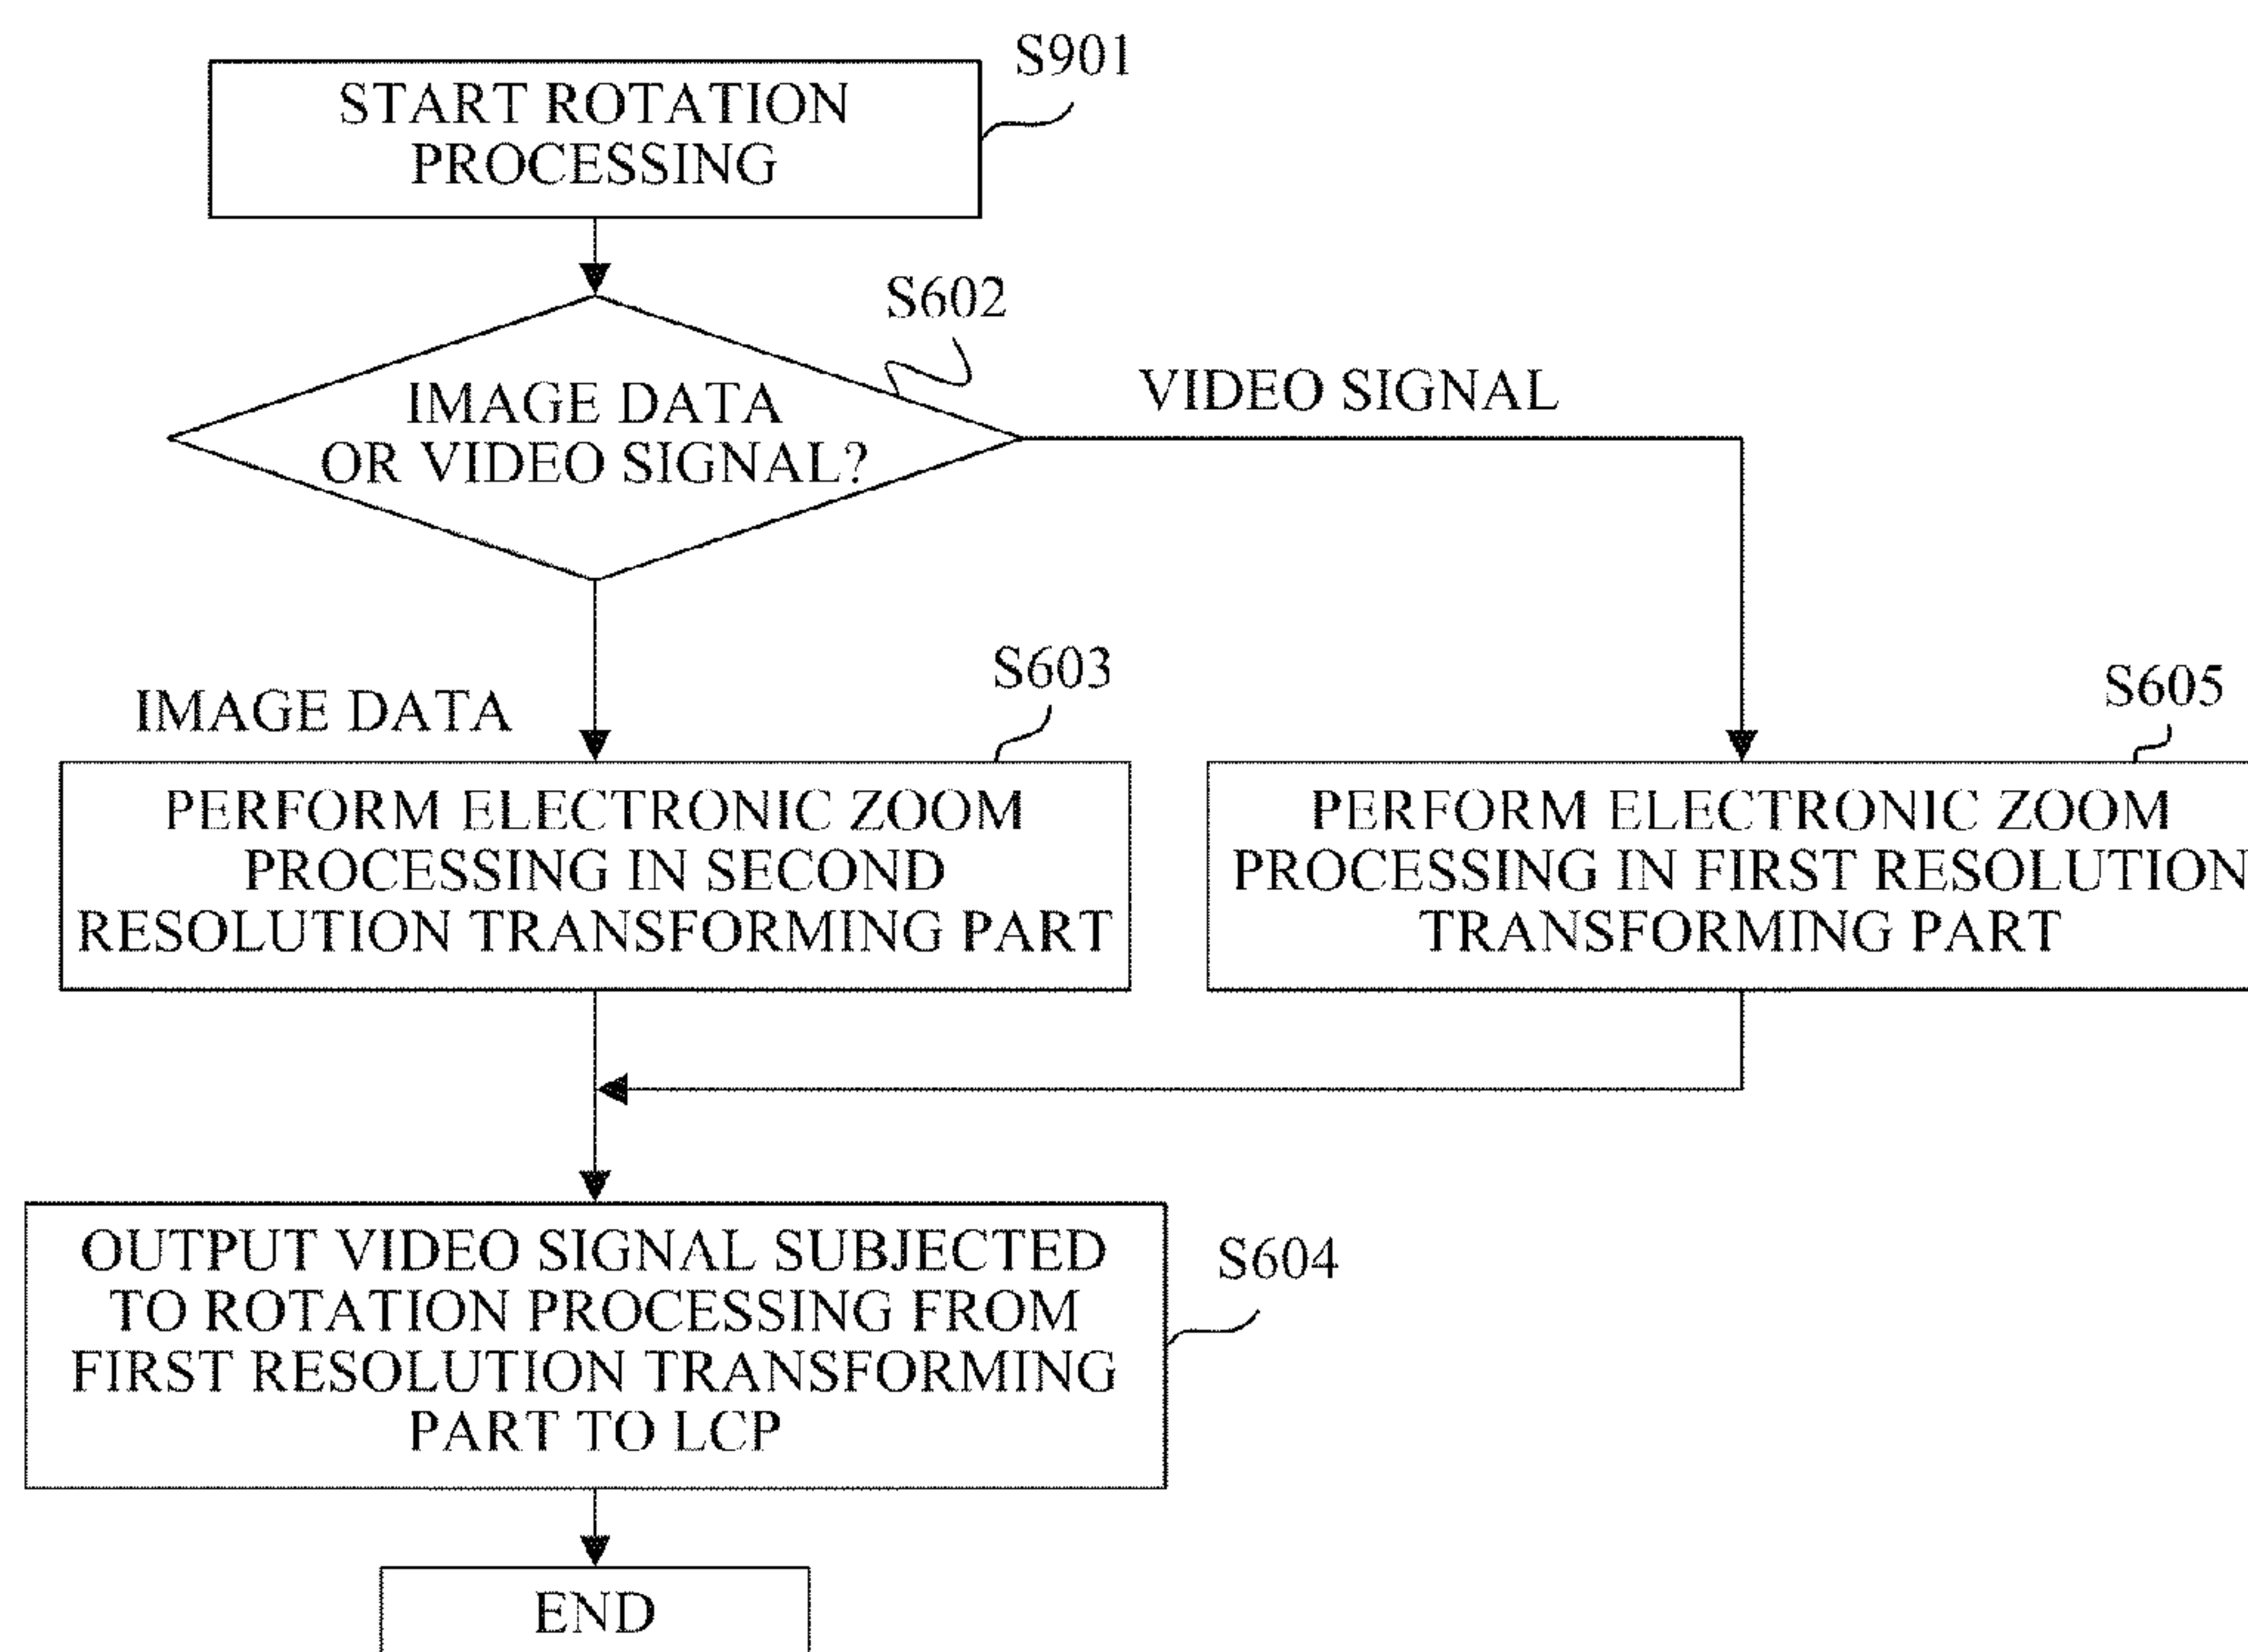 S901
START ROTATION
PROCESSING
S602
IMAGE DATA
OR VIDEO SIGNAL?
VIDEO SIGNAL
IMAGE DATA
S603
PERFORM ELECTRONIC ZOOM
PROCESSING IN SECOND
RESOLUTION TRANSFORMING PART
S605
PERFORM ELECTRONIC ZOOM
PROCESSING IN FIRST RESOLUTION
TRANSFORMING PART
OUTPUT VIDEO SIGNAL SUBJECTED
TO ROTATION PROCESSING FROM
FIRST RESOLUTION TRANSFORMING
PART TO LCP
S604
END